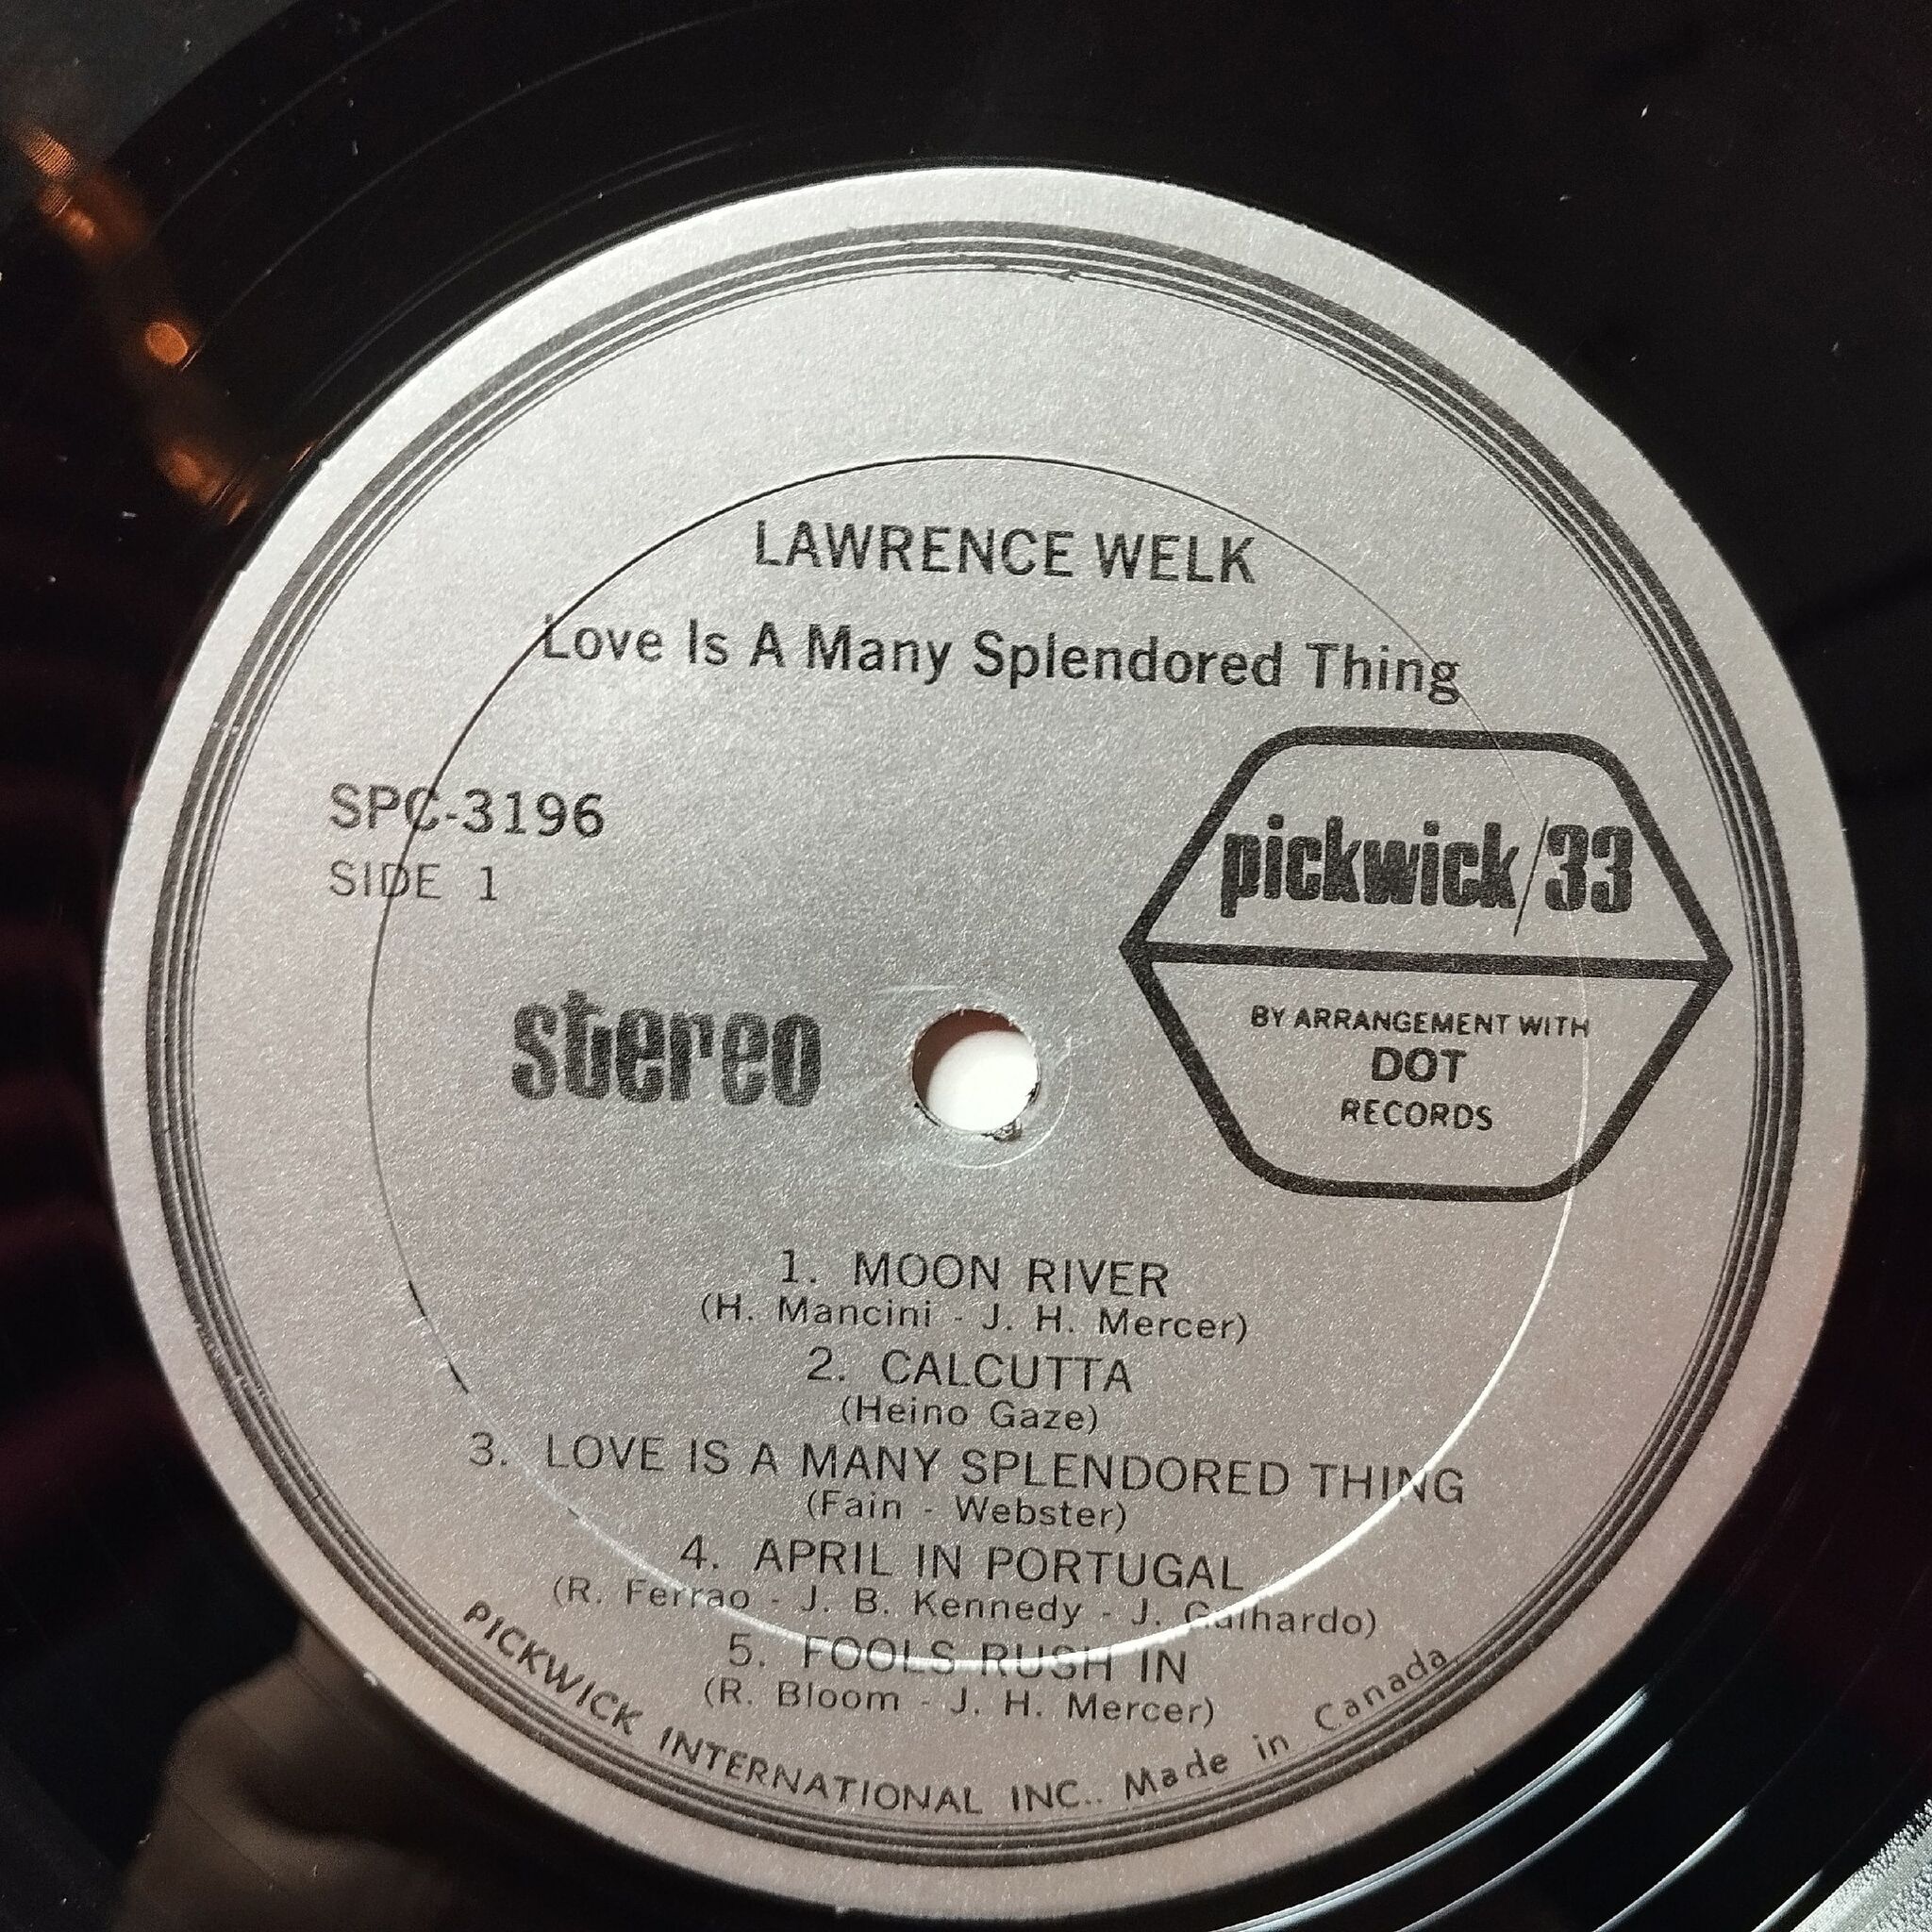 LAWRENCE WELK
Love Is A Many Splendored Thing
SPC-3196
SIDE 1
stereo
pickwick/33
BY ARRANGEMENT WITH
DOT
RECORDS
1. MOON RIVER
(H. Mancini - J. H. Mercer)
2. CALCUTTA
(Heino Gaze)
3. LOVE IS A MANY SPLENDORED THING
(Fain - Webster)
4. APRIL IN PORTUGAL
(R. Ferrao - J. B. Kennedy - J. Galhardo)
5. FOOLS RUSH IN
(R. Bloom - J. H. Mercer)
PICKWICK INTERNATIONAL INC.. Made in Canada.